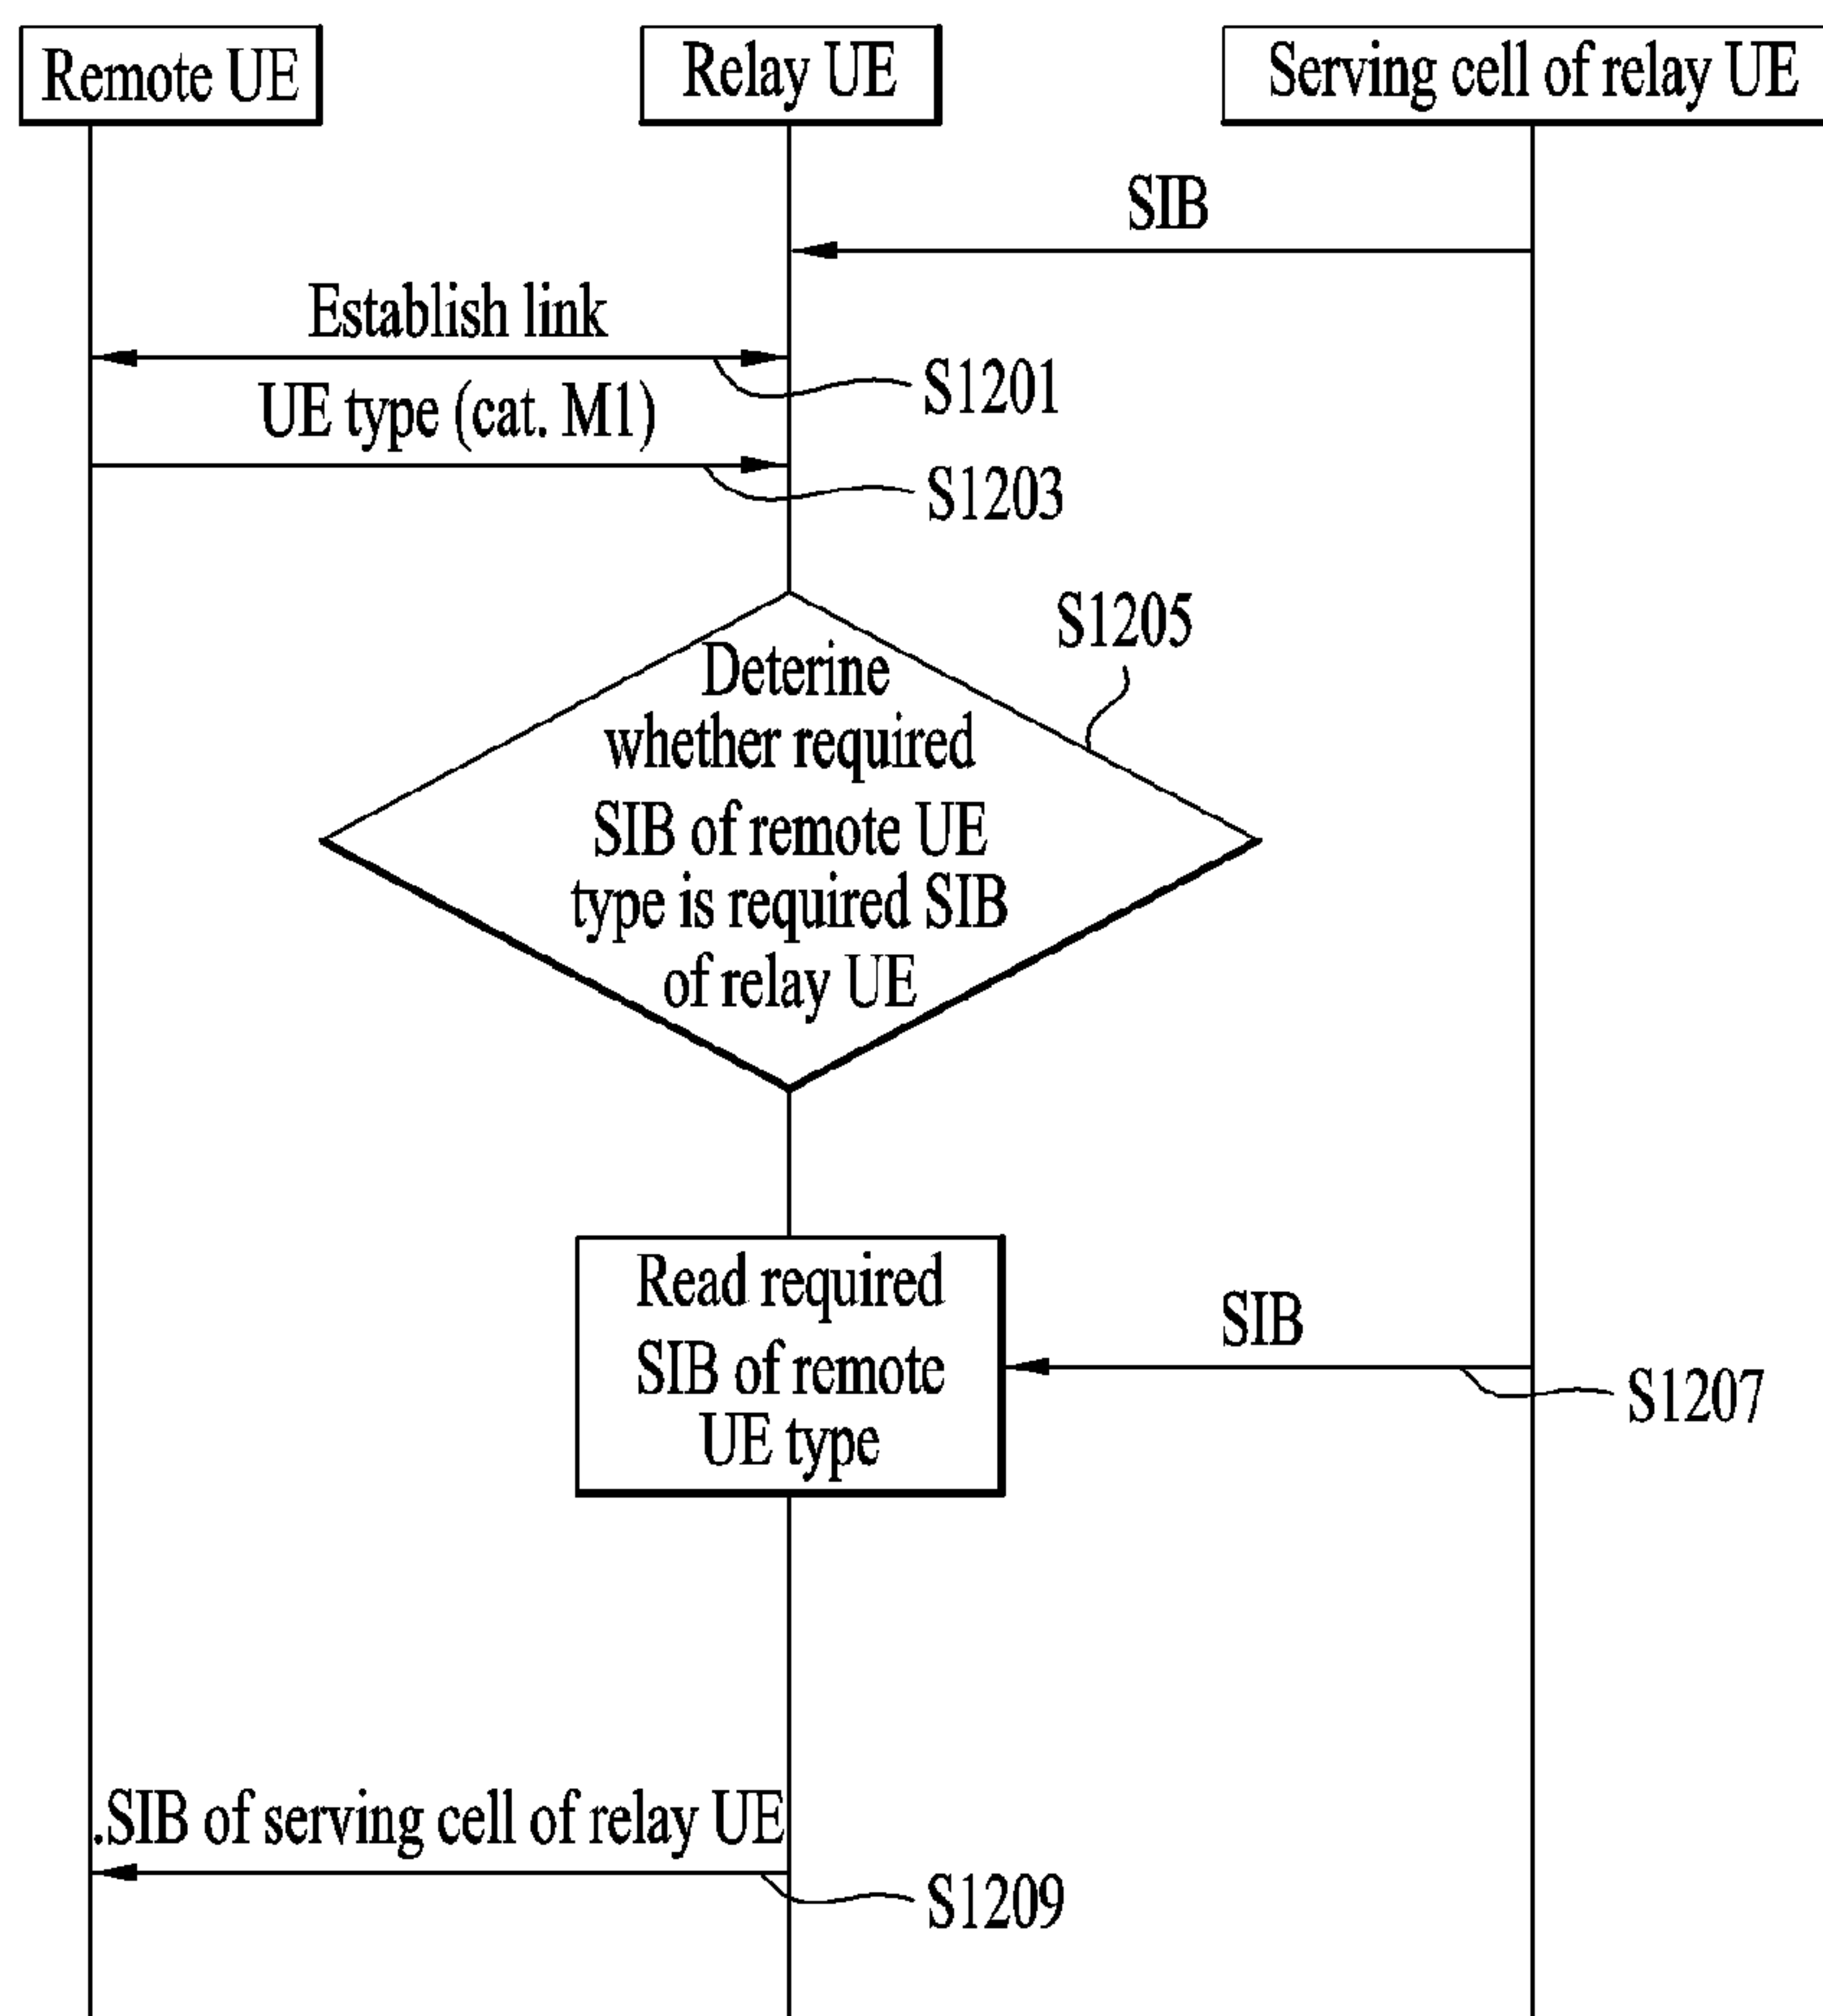 Remote UE
Relay UE
Serving cell of relay UE
SIB
Establish link
S1201
UE type (cat. M1)
S1203
S1205
Deterine
whether required
SIB of remote UE
type is required SIB
of relay UE
Read required
SIB of remote
UE type
SIB
S1207
.SIB of serving cell of relay UE
S1209